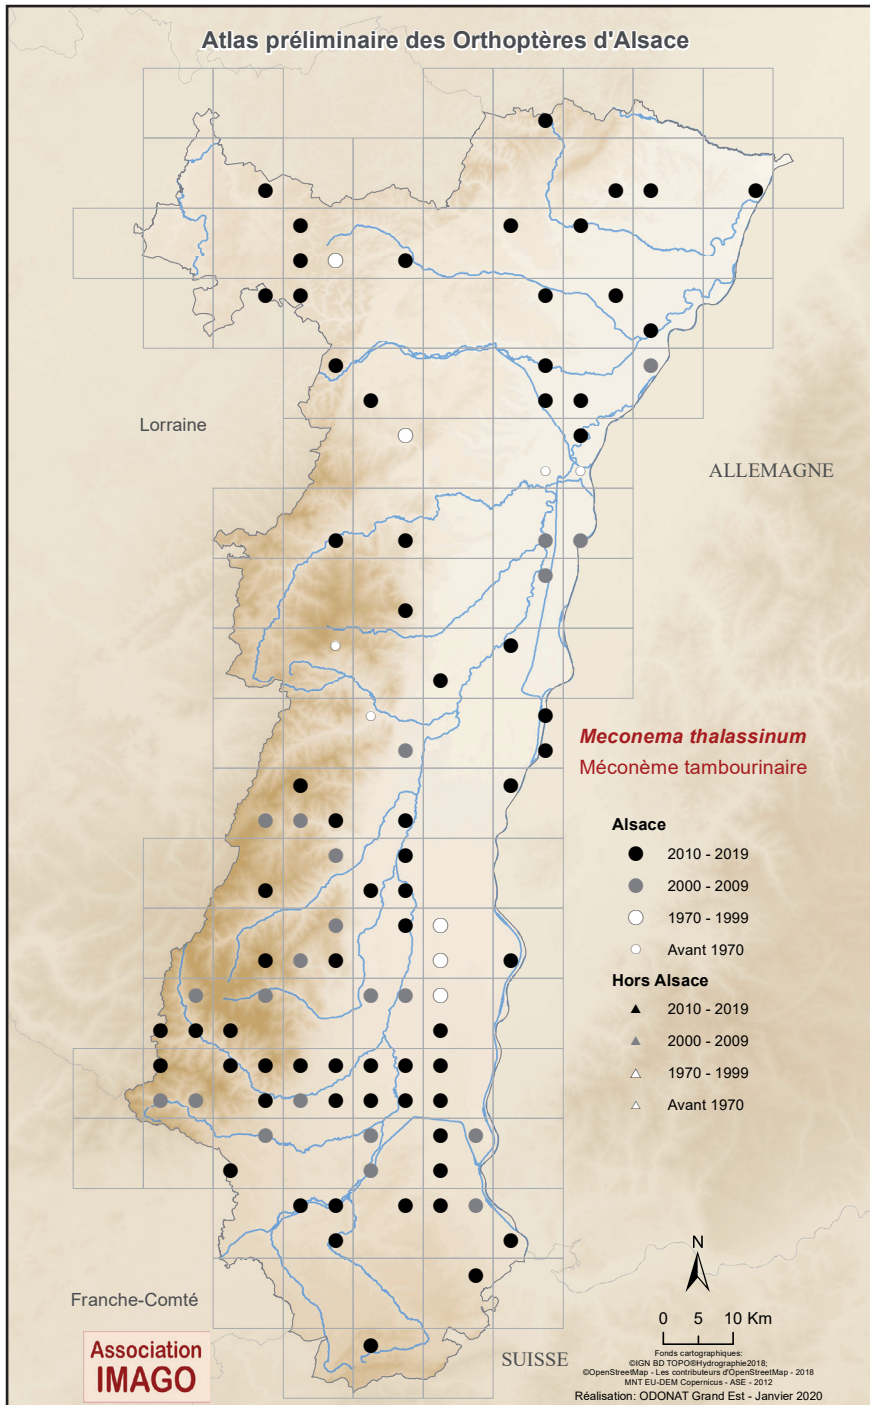 Atlas préliminaire des Orthoptères d'Alsace
Lorraine
ALLEMAGNE
Meconema thalassinum
Méconème tambourinaire
Alsace
2010 - 2019
2000 - 2009
1970 - 1999
Avant 1970
Hors Alsace
2010 - 2019
2000 - 2009
1970 - 1999
Avant 1970
N
Franche-Comté
0 5 10 Km
Association
IMAGO
SUISSE
Fonds cartographiques:
©IGN BD TOPO®Hydrographie2018;
©OpenStreetMap - Les contributeurs d'OpenStreetMap - 2018
MNT EU-DEM Copernicus - ASE - 2012
Réalisation: ODONAT Grand Est - Janvier 2020